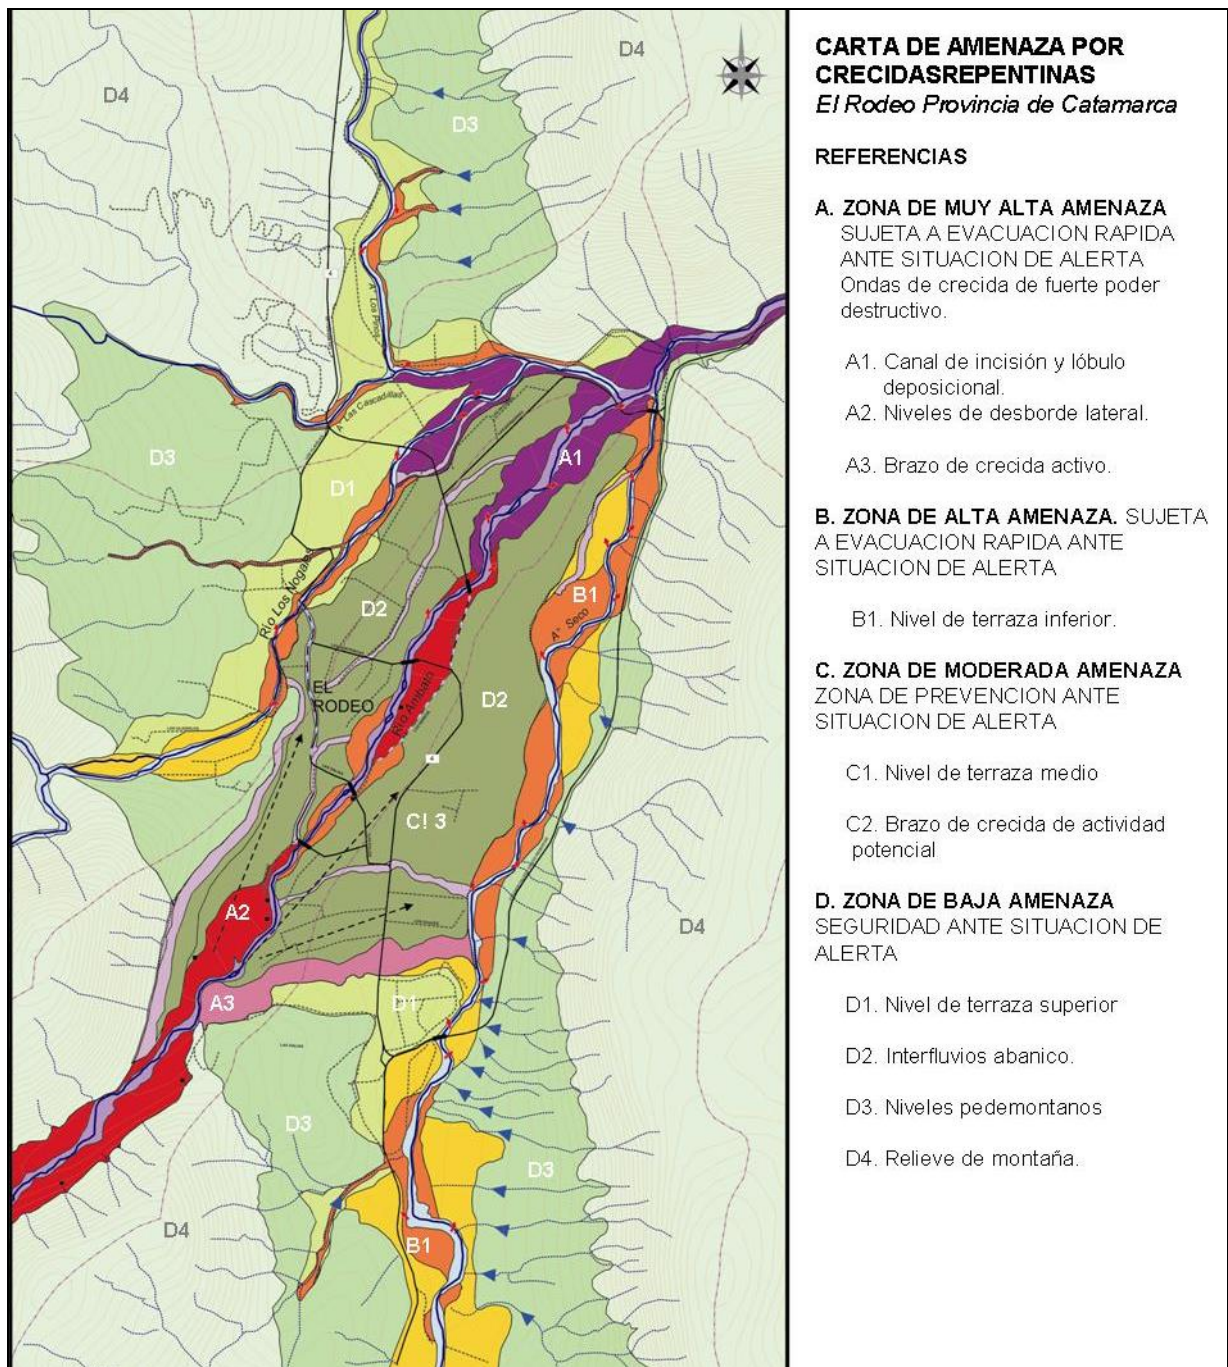 CARTA DE AMENAZA POR
CRECIDASREPENTINAS
El Rodeo Provincia de Catamarca
REFERENCIAS
A. ZONA DE MUY ALTA AMENAZA
SUJETA A EVACUACION RAPIDA
ANTE SITUACION DE ALERTA
Ondas de crecida de fuerte poder
destructivo.
A1. Canal de incisión y lóbulo
deposicional.
A2. Niveles de desborde lateral.
A3. Brazo de crecida activo.
B. ZONA DE ALTA AMENAZA. SUJETA
A EVACUACION RAPIDA ANTE
SITUACION DE ALERTA
B1. Nivel de terraza inferior.
C. ZONA DE MODERADA AMENAZA
ZONA DE PREVENCION ANTE
SITUACION DE ALERTA
C1. Nivel de terraza medio
C2. Brazo de crecida de actividad
potencial
D. ZONA DE BAJA AMENAZA
SEGURIDAD ANTE SITUACION DE
ALERTA
D1. Nivel de terraza superior
D2. Interfluvios abanico.
D3. Niveles pedemontanos
D4. Relieve de montaña.
D4
D4
D3
A° Los Pinos
A° Las Cascadillas
D3
A1
D1
Río Los Nogales
D2
B1
A° Seco
EL
RODEO
Río Ambato
D2
C! 3
A2
D4
A3
D1
D3
D3
D4
B1